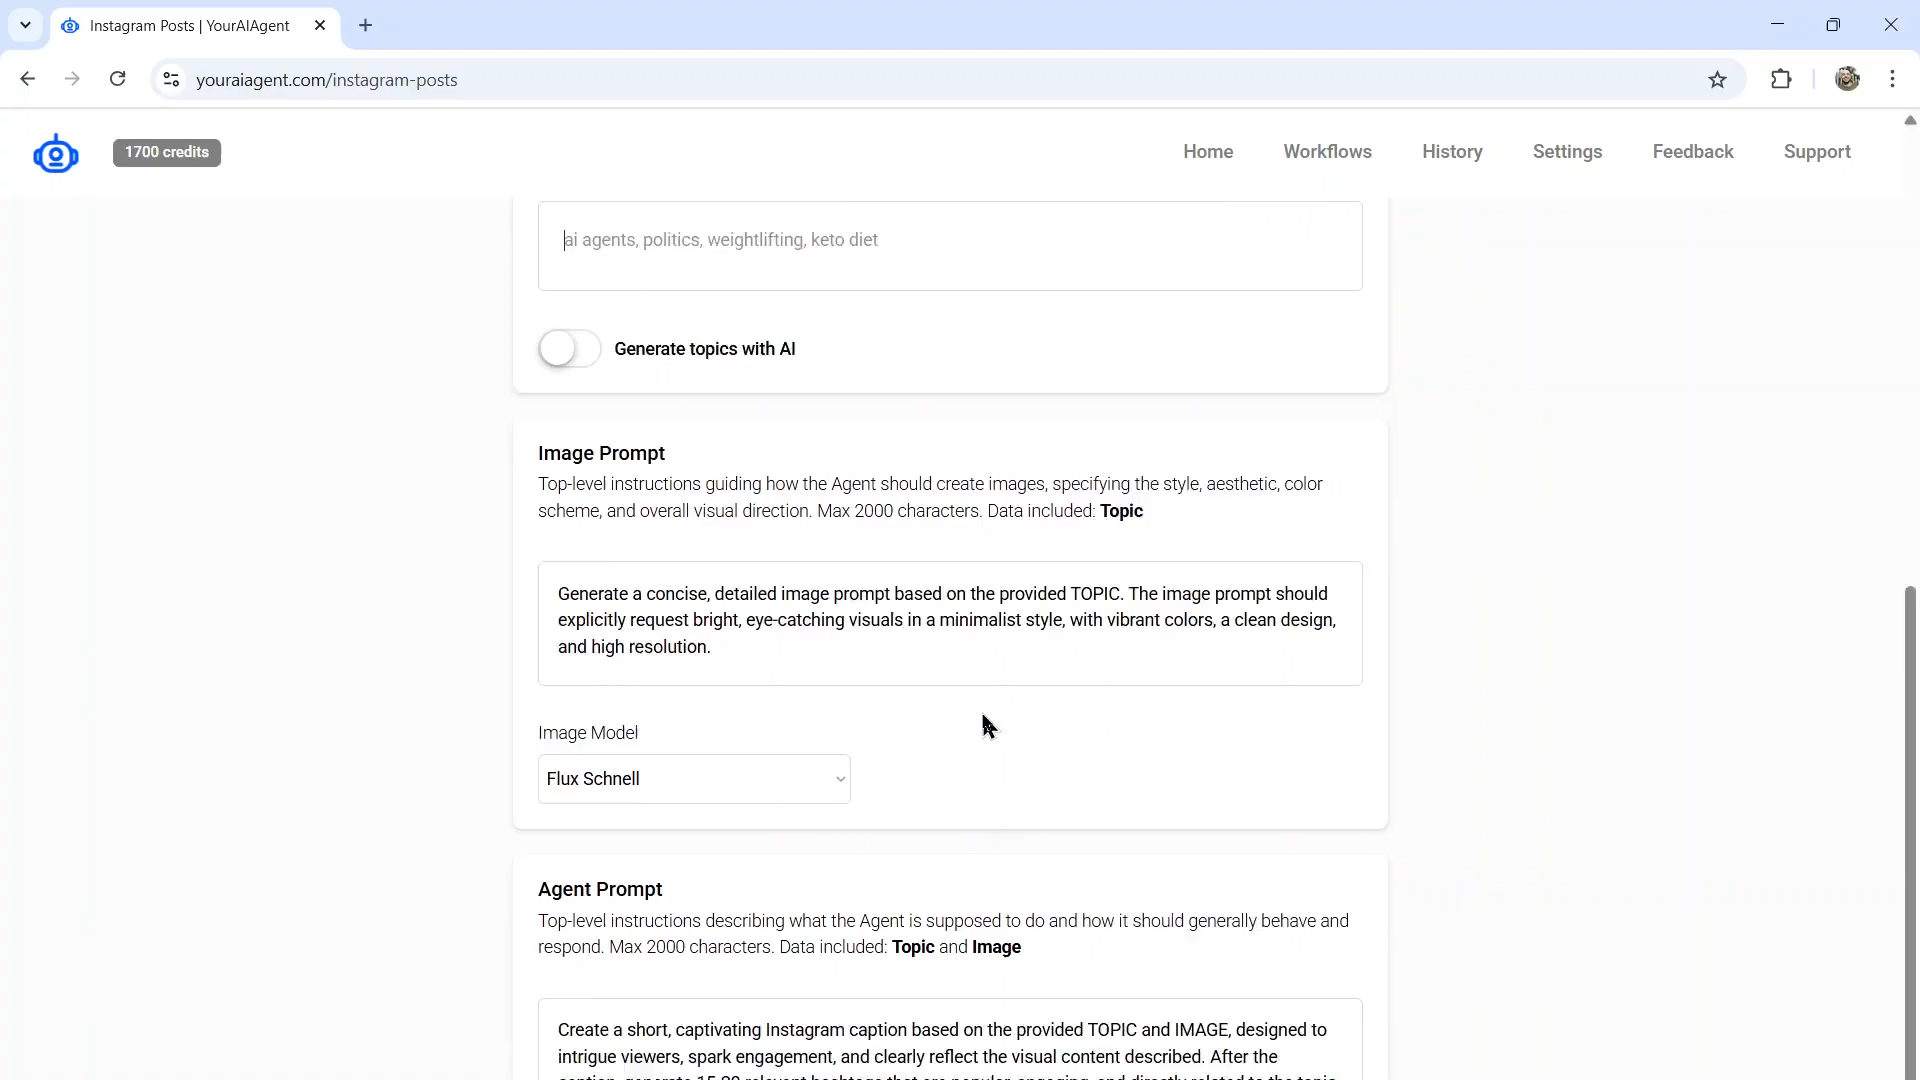 Instagram Posts | YourAIAgent
youraiagent.com/instagram-posts
1700 credits
Home
Workflows
History
Settings
Feedback
Support
ai agents, politics, weightlifting, keto diet
Generate topics with AI
Image Prompt
Top-level instructions guiding how the Agent should create images, specifying the style, aesthetic, color
scheme, and overall visual direction. Max 2000 characters. Data included: Topic
Generate a concise, detailed image prompt based on the provided TOPIC. The image prompt should
explicitly request bright, eye-catching visuals in a minimalist style, with vibrant colors, a clean design,
and high resolution.
Image Model
Flux Schnell
Agent Prompt
Top-level instructions describing what the Agent is supposed to do and how it should generally behave and
respond. Max 2000 characters. Data included: Topic and Image
Create a short, captivating Instagram caption based on the provided TOPIC and IMAGE, designed to
intrigue viewers, spark engagement, and clearly reflect the visual content described. After the